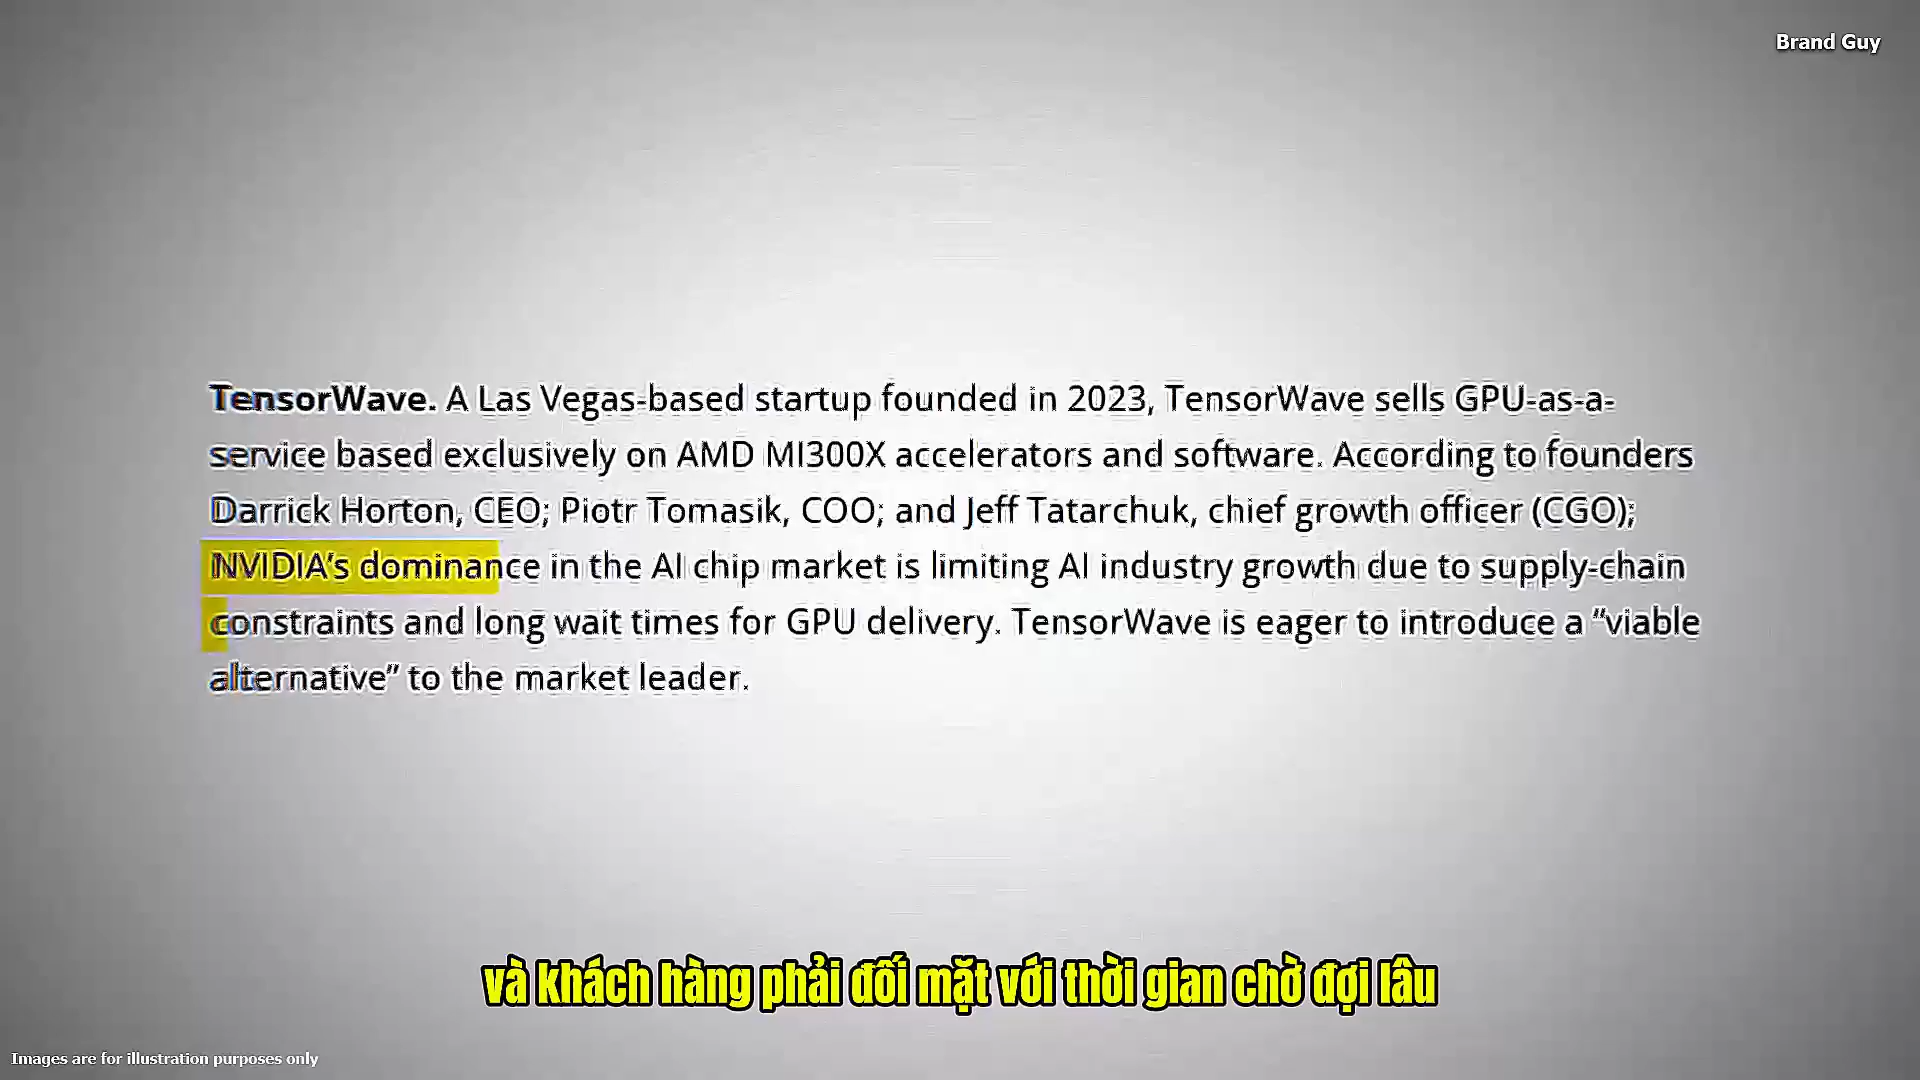 Brand Guy
TensorWave. A Las Vegas-based startup founded in 2023, TensorWave sells GPU-as-a-
service based exclusively on AMD MI300X accelerators and software. According to founders
Darrick Horton, CEO; Piotr Tomasik, COO; and Jeff Tatarchuk, chief growth officer (CGO);
NVIDIA's dominance in the AI chip market is limiting AI industry growth due to supply-chain
constraints and long wait times for GPU delivery. TensorWave is eager to introduce a “viable
alternative” to the market leader.
và khách hàng phải đối mặt với thời gian chờ đợi lâu
Images are for illustration purposes only